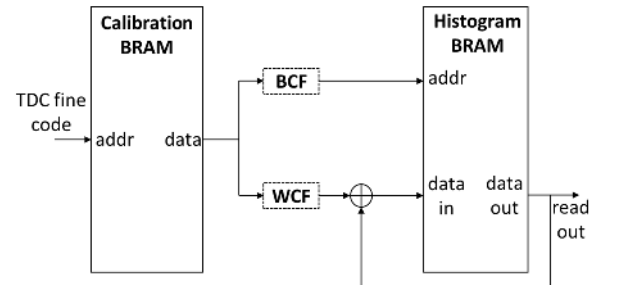 Calibration
BRAM
Histogram
BRAM
TDC fine
code
addr
data
BCF
WCF
addr
data
in
data
out
read
out